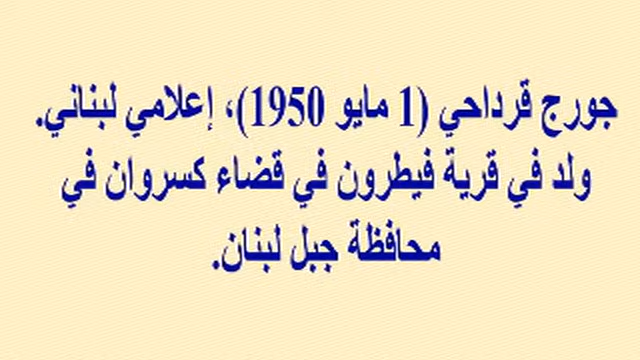 جورج قرداحي (1 مايو 1950)، إعلامي لبناني.
ولد في قرية فيطرون في قضاء كسروان في
محافظة جبل لبنان.